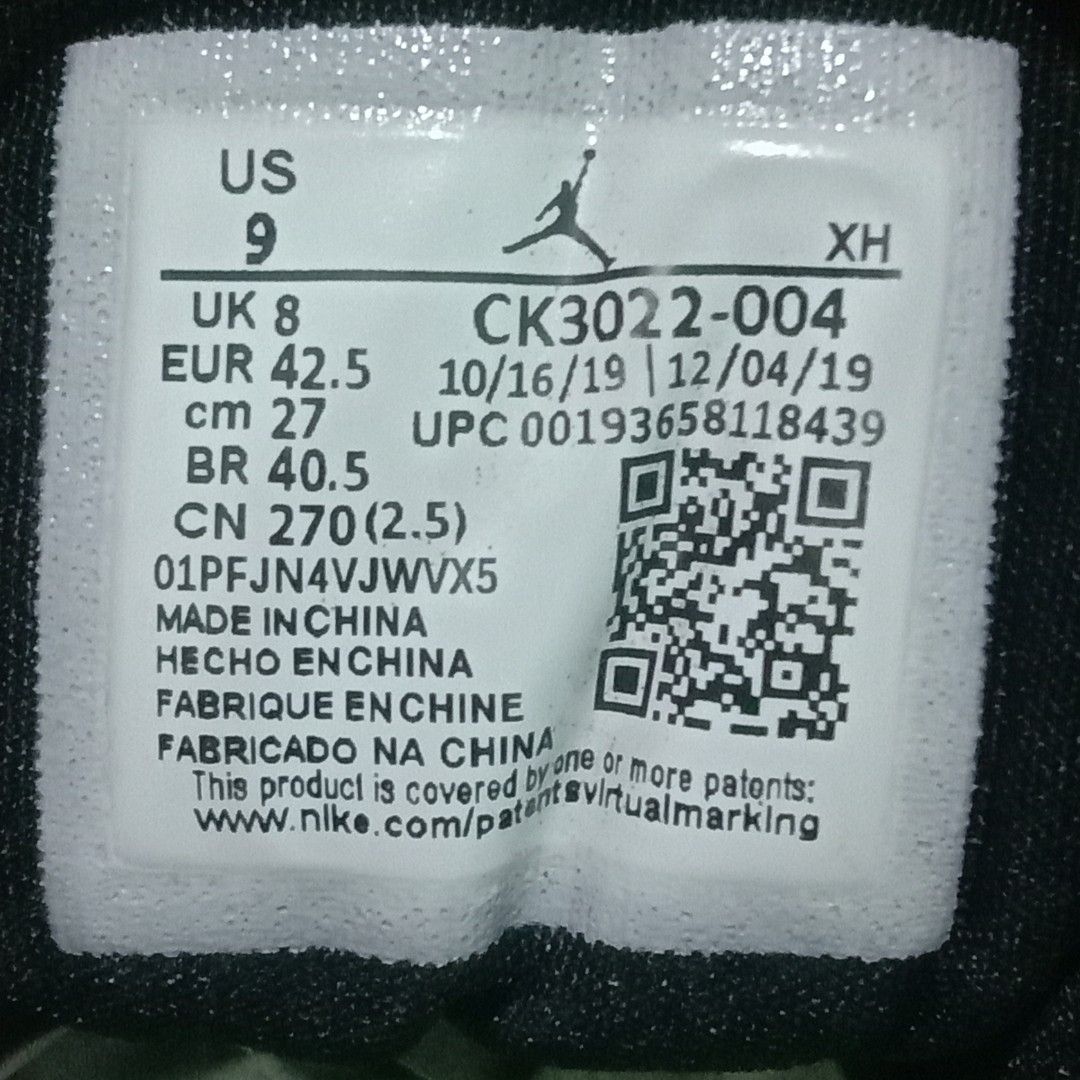 US
9
XH
UK 8
EUR 42.5
cm 27
BR 40.5
CN 270 (2.5)
CK3022-004
10/16/19 | 12/04/19
UPC 00193658118439
01PFJN4VJWVX5
MADE IN CHINA
HECHO EN CHINA
FABRIQUE EN CHINE
FABRICADO NA CHINA
This product is covered by one or more patents:
www.nike.com/patentsvirtualmarking